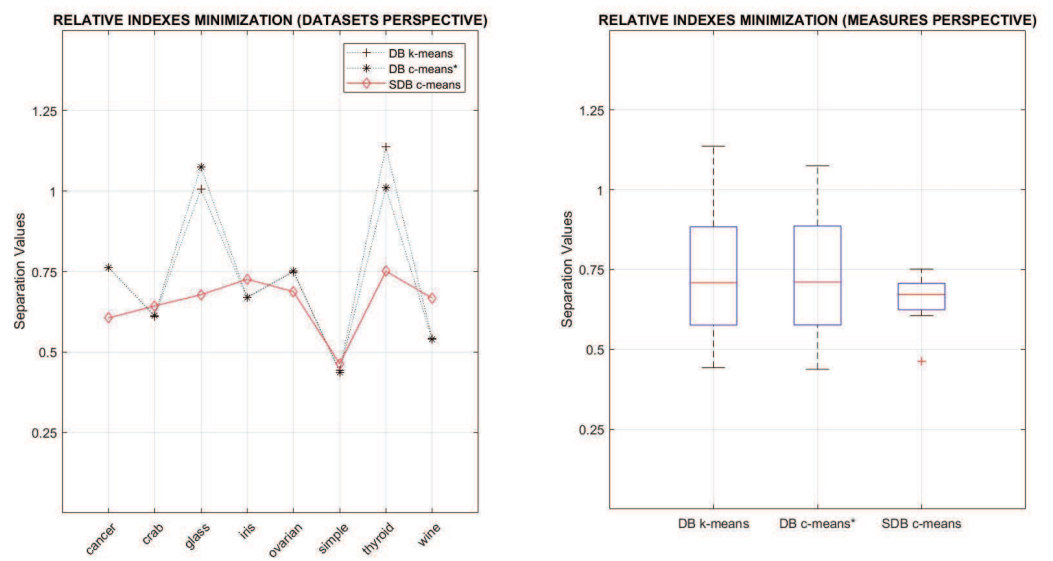 RELATIVE INDEXES MINIMIZATION (DATASETS PERSPECTIVE)
DB k-means
DB c-means*
SDB c-means
1.25
1
0.75
0.5
0.25
Separation Values
cancer
crab
glass
iris
ovarian
simple
thyroid
wine
RELATIVE INDEXES MINIMIZATION (MEASURES PERSPECTIVE)
1.25
1
0.75
0.5
0.25
Separation Values
DB k-means
DB c-means*
SDB c-means